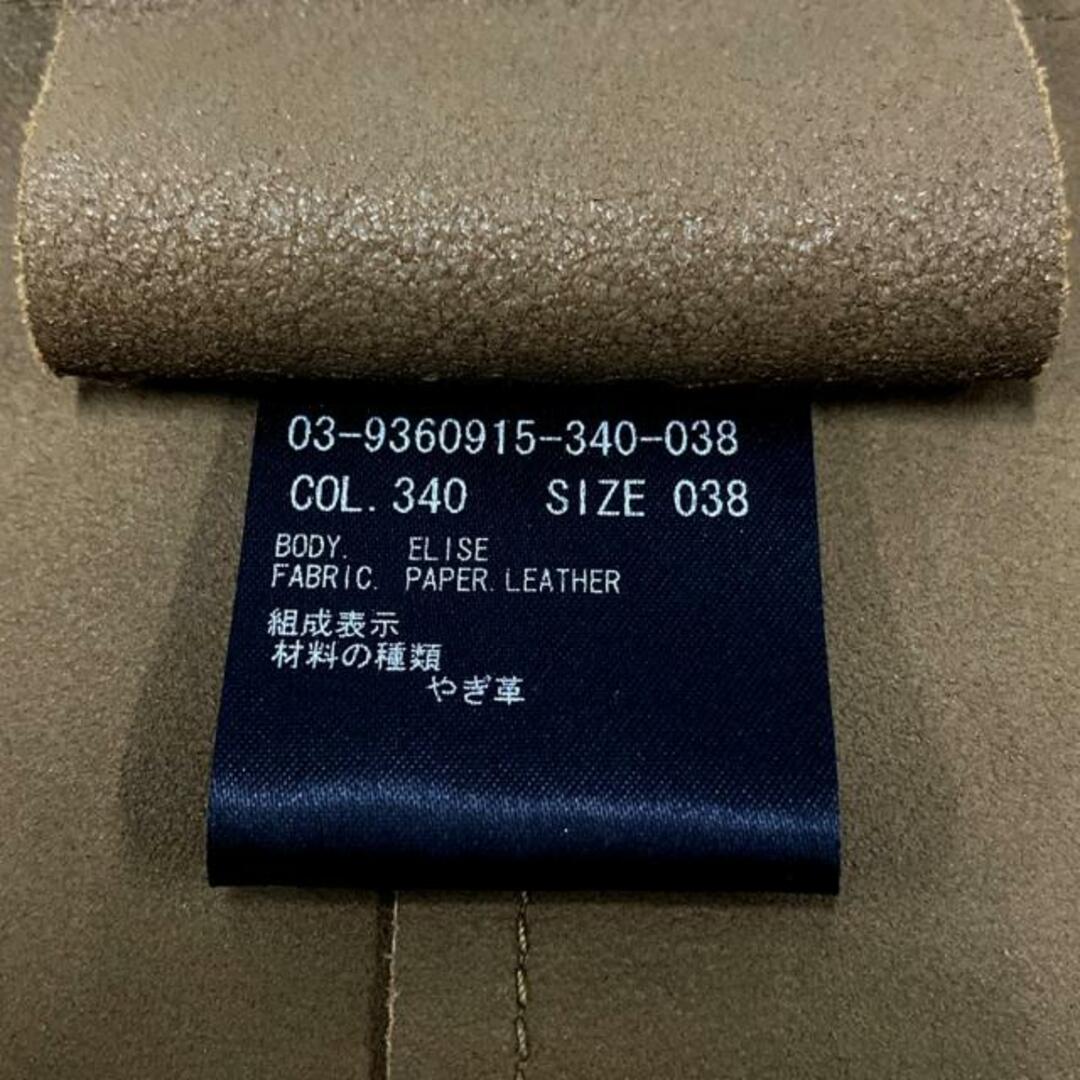 03-9360915-340-038
COL. 340 SIZE 038
BODY. ELISE
FABRIC. PAPER. LEATHER
組成表示
材料の種類
やぎ革